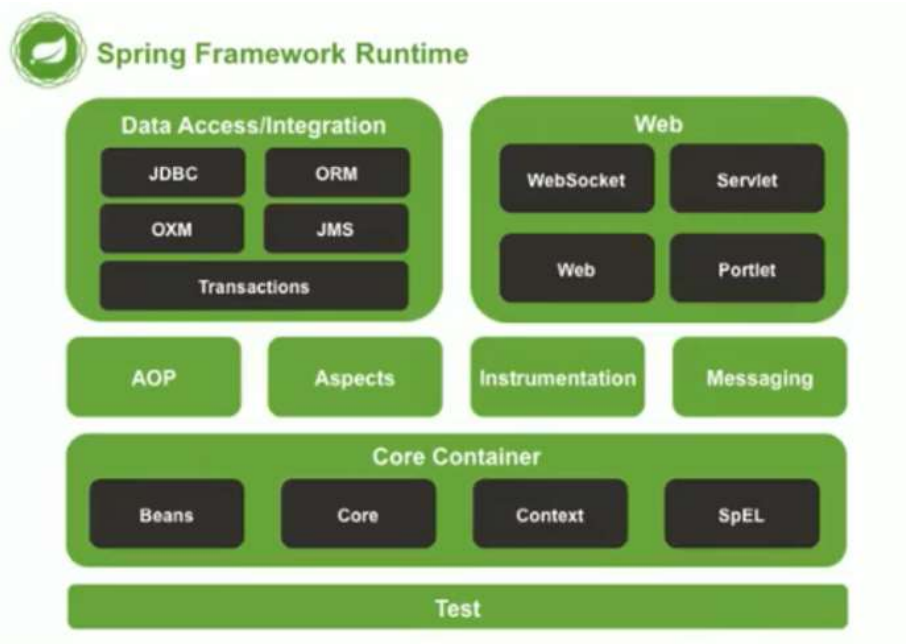 Spring Framework Runtime
Data Access/Integration
JDBC
ORM
OXM
JMS
Transactions
Web
WebSocket
Servlet
Web
Portlet
AOP
Aspects
Instrumentation
Messaging
Core Container
Beans
Core
Context
SpEL
Test